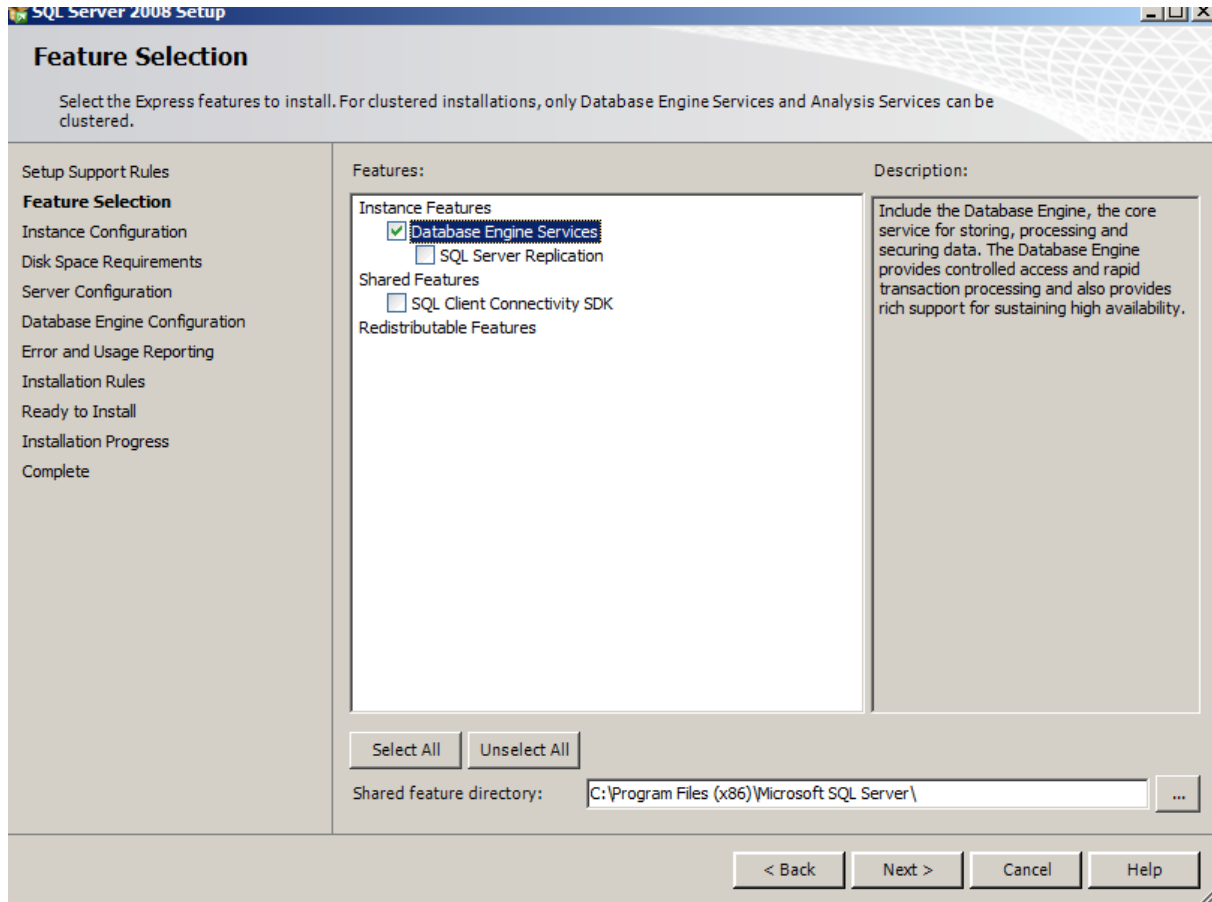 SQL Server 2008 Setup
Feature Selection
Select the Express features to install. For clustered installations, only Database Engine Services and Analysis Services can be
clustered.
Setup Support Rules
Feature Selection
Instance Configuration
Disk Space Requirements
Server Configuration
Database Engine Configuration
Error and Usage Reporting
Installation Rules
Ready to Install
Installation Progress
Complete
Features:
Instance Features
Database Engine Services
SQL Server Replication
Shared Features
SQL Client Connectivity SDK
Redistributable Features
Description:
Include the Database Engine, the core
service for storing, processing and
securing data. The Database Engine
provides controlled access and rapid
transaction processing and also provides
rich support for sustaining high availability.
Select All
Unselect All
Shared feature directory:
C:\Program Files (x86)\Microsoft SQL Server\
...
< Back
Next >
Cancel
Help